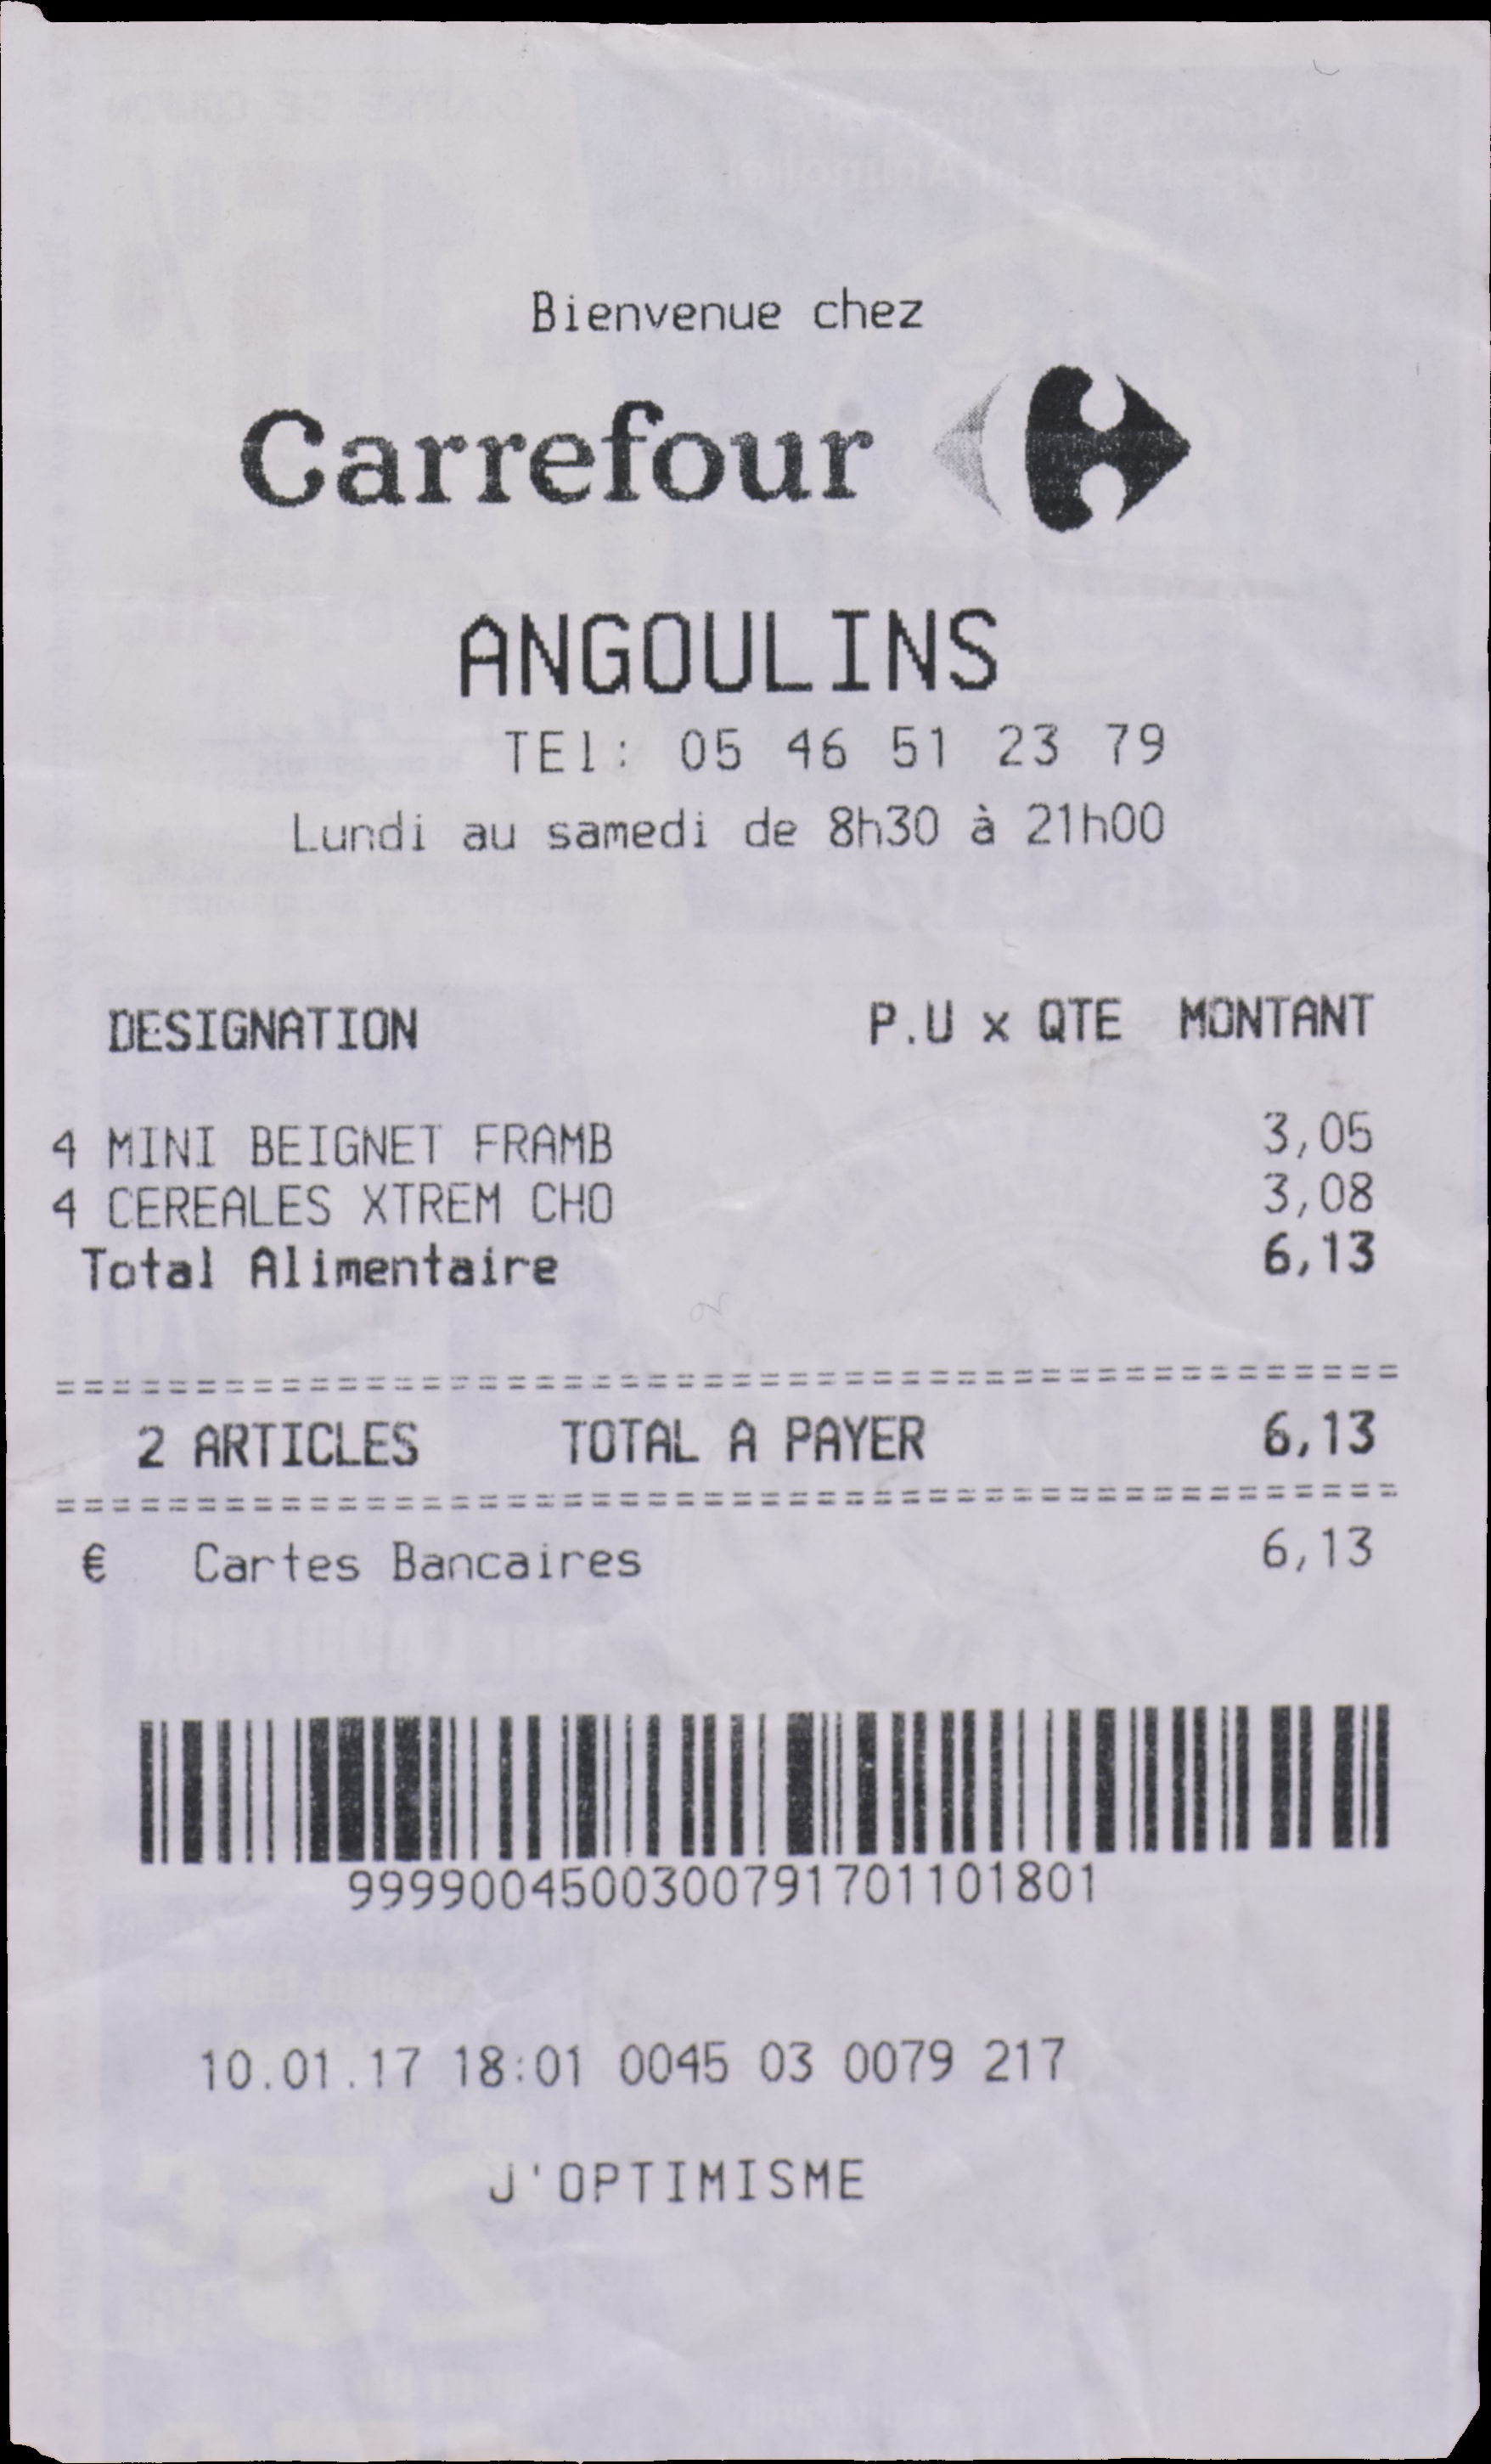 Bienvenue chez
Carrefour
ANGOULINS
TEl: 05 46 51 23 79
Lundi au samedi de 8h30 à 21h00
DESIGNATION P.U x QTE MONTANT
4 MINI BEIGNET FRAMB 3,05
4 CEREALES XTREM CHO 3,08
Total Alimentaire 6,13
================================================
2 ARTICLES TOTAL A PAYER 6,13
================================================
€ Cartes Bancaires 6,13
9999004500300791701101801
10.01.17 18:01 0045 03 0079 217
J'OPTIMISME